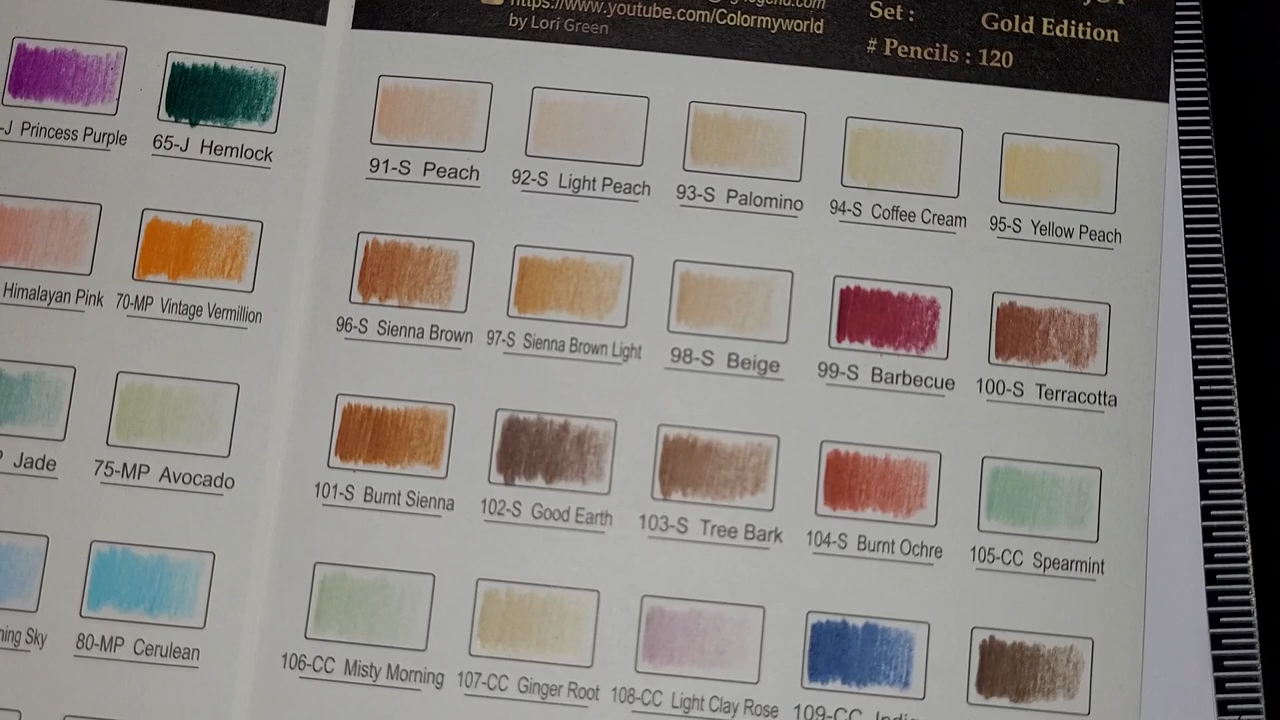 https://www.youtube.com/Colormyworld
by Lori Green
Set : Gold Edition
# Pencils : 120
-J Princess Purple
65-J Hemlock
91-S Peach
92-S Light Peach
93-S Palomino
94-S Coffee Cream
95-S Yellow Peach
Himalayan Pink
70-MP Vintage Vermillion
96-S Sienna Brown
97-S Sienna Brown Light
98-S Beige
99-S Barbecue
100-S Terracotta
Jade
75-MP Avocado
101-S Burnt Sienna
102-S Good Earth
103-S Tree Bark
104-S Burnt Ochre
105-CC Spearmint
Sky
80-MP Cerulean
106-CC Misty Morning
107-CC Ginger Root
108-CC Light Clay Rose
109-CC